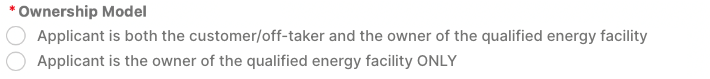 * Ownership Model
Applicant is both the customer/off-taker and the owner of the qualified energy facility
Applicant is the owner of the qualified energy facility ONLY